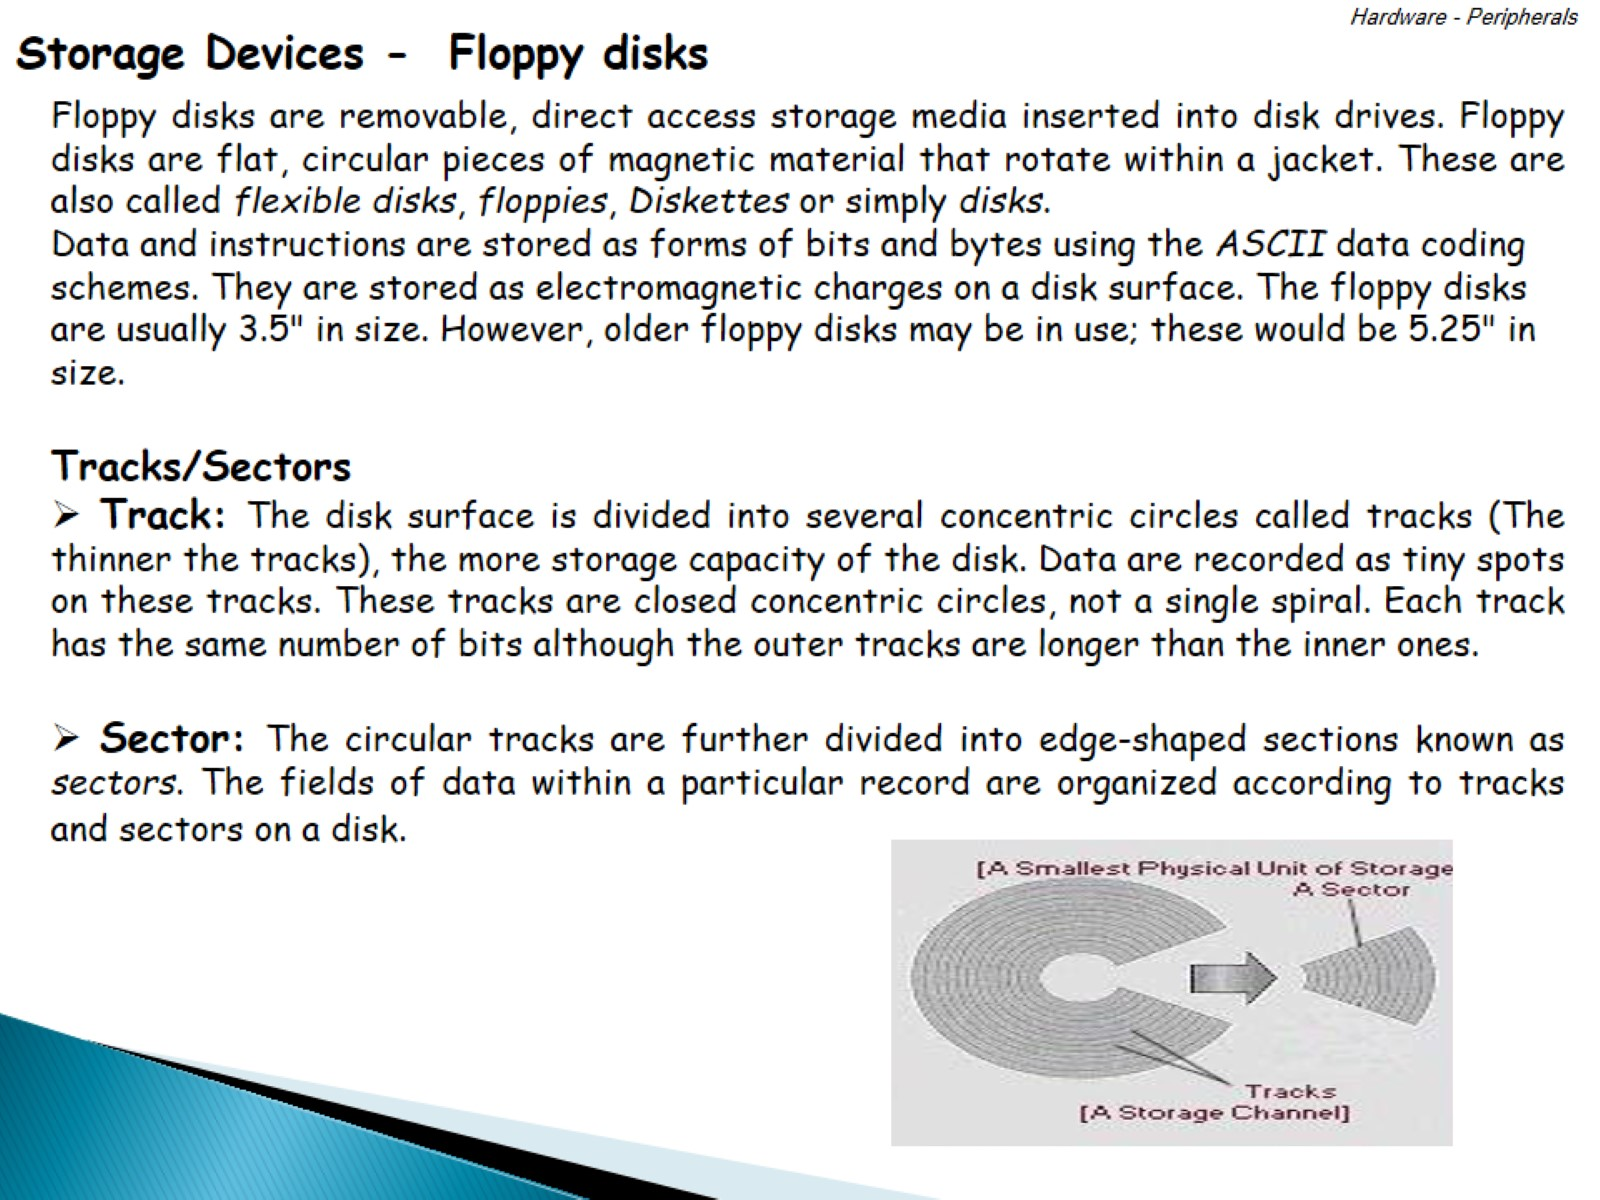 Hardware - Peripherals
Storage Devices -  Floppy disks
Floppy disks are removable, direct access storage media inserted into disk drives. Floppy
disks are flat, circular pieces of magnetic material that rotate within a jacket. These are
also called flexible disks, floppies, Diskettes or simply disks.
Data and instructions are stored as forms of bits and bytes using the ASCII data coding
schemes. They are stored as electromagnetic charges on a disk surface. The floppy disks
are usually 3.5" in size. However, older floppy disks may be in use; these would be 5.25" in
size.
Tracks/Sectors
➢ Track: The disk surface is divided into several concentric circles called tracks (The
thinner the tracks), the more storage capacity of the disk. Data are recorded as tiny spots
on these tracks. These tracks are closed concentric circles, not a single spiral. Each track
has the same number of bits although the outer tracks are longer than the inner ones.
➢ Sector: The circular tracks are further divided into edge-shaped sections known as
sectors. The fields of data within a particular record are organized according to tracks
and sectors on a disk.
[A Smallest Physical Unit of Storage
A Sector
Tracks
[A Storage Channel]